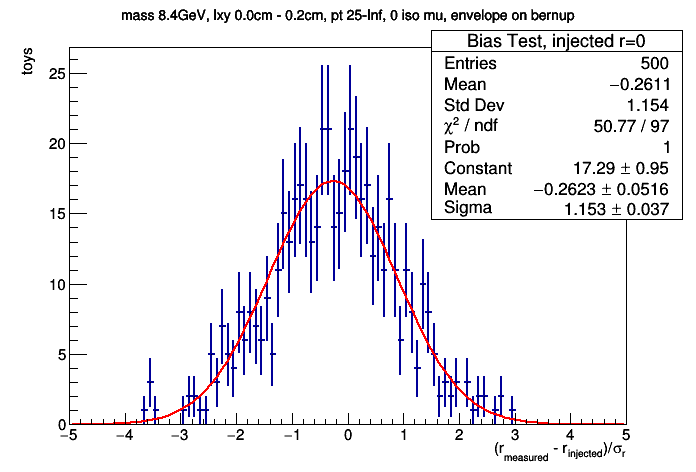 mass 8.4GeV, lxy 0.0cm - 0.2cm, pt 25-Inf, 0 iso mu, envelope on bernup
toys
Bias Test, injected r=0
Entries 500
Mean −0.2611
Std Dev 1.154
χ² / ndf 50.77 / 97
Prob 1
Constant 17.29 ± 0.95
Mean −0.2623 ± 0.0516
Sigma 1.153 ± 0.037
25
20
15
10
5
0
−5 −4 −3 −2 −1 0 1 2 3 4 5
(r_measured - r_injected)/σ_r